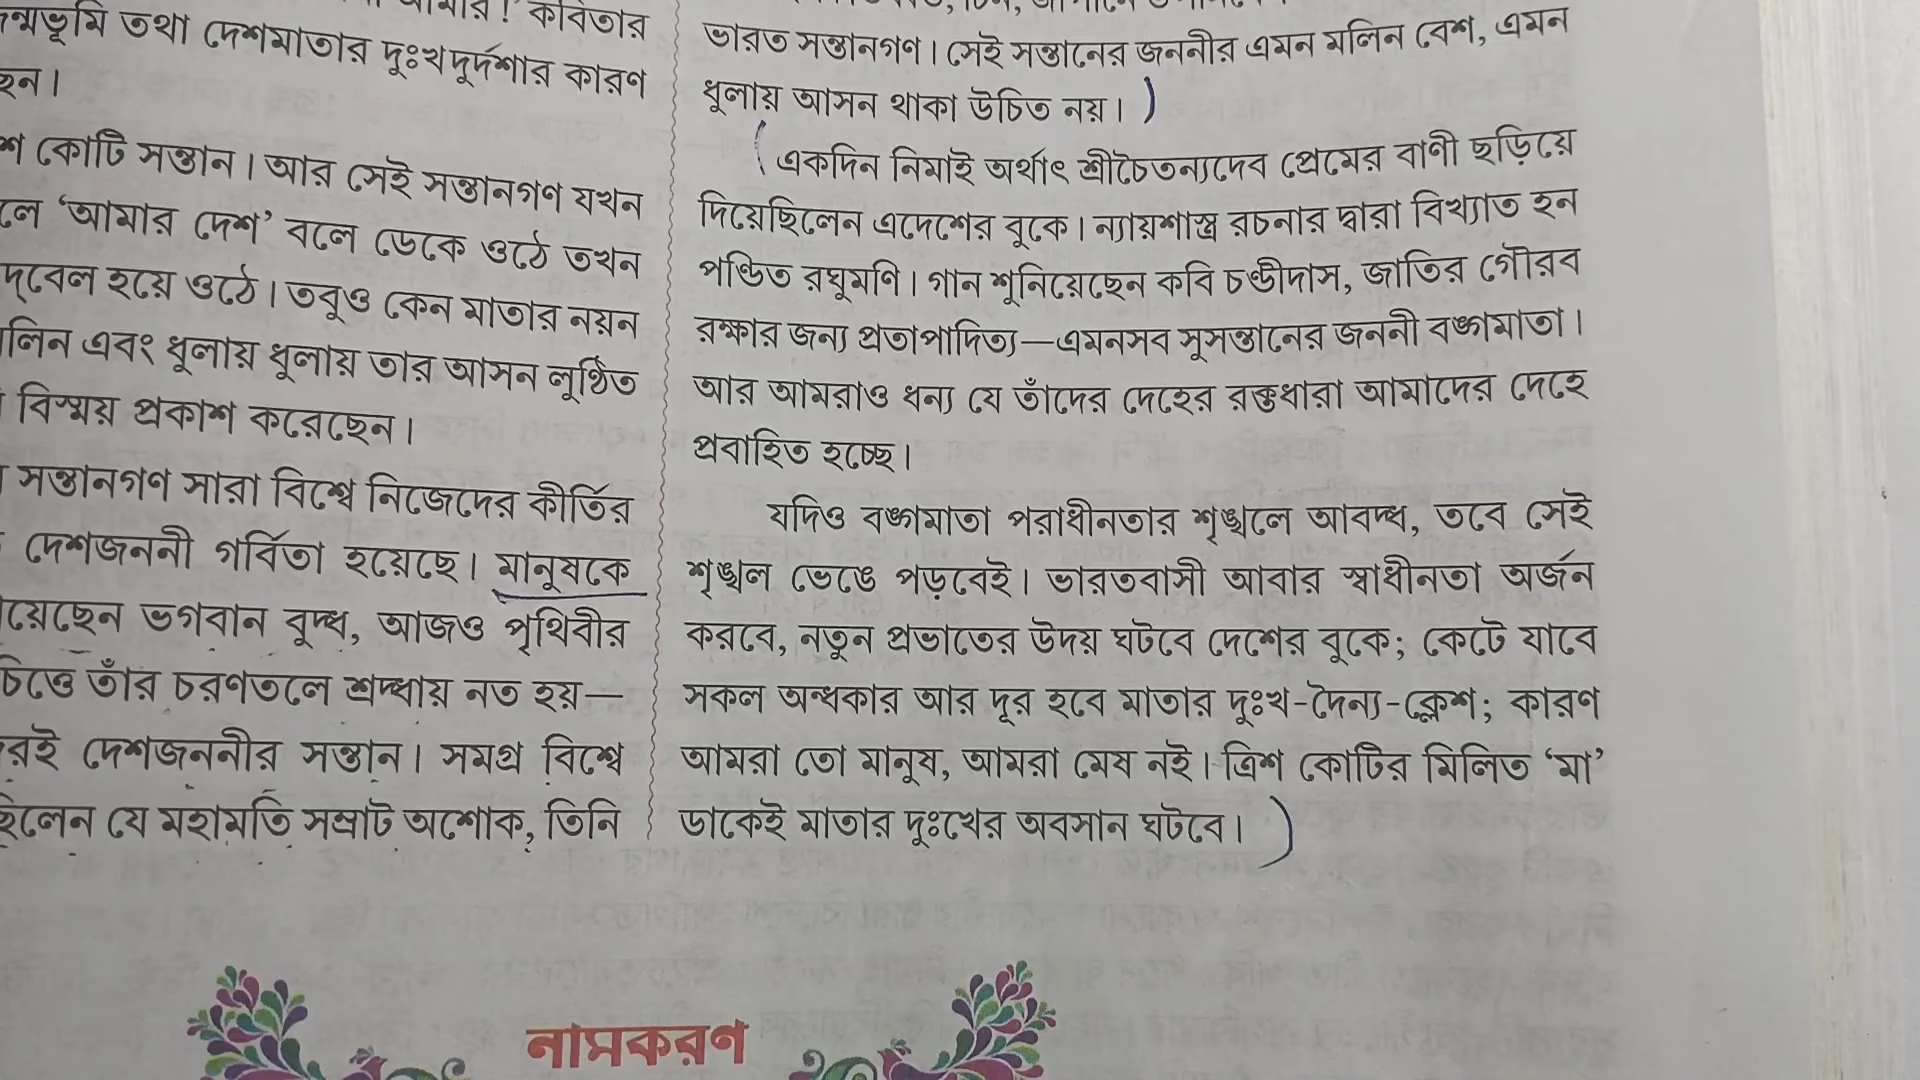 আমার! কবিতার
জন্মভূমি তথা দেশমাতার দুঃখদুর্দশার কারণ
ছেন।
শ কোটি সন্তান। আর সেই সন্তানগণ যখন
লে ‘আমার দেশ’ বলে ডেকে ওঠে তখন
দ্‌বেল হয়ে ওঠে। তবুও কেন মাতার নয়ন
লিন এবং ধুলায় ধুলায় তার আসন লুণ্ঠিত
বিস্ময় প্রকাশ করেছেন।
সন্তানগণ সারা বিশ্বে নিজেদের কীর্তির
দেশজননী গর্বিতা হয়েছে। মানুষকে
য়েছেন ভগবান বুদ্ধ, আজও পৃথিবীর
চিত্তে তাঁর চরণতলে শ্রদ্ধায় নত হয়—
রই দেশজননীর সন্তান। সমগ্র বিশ্বে
ছিলেন যে মহামতি সম্রাট অশোক, তিনি
ভারত সন্তানগণ। সেই সন্তানের জননীর এমন মলিন বেশ, এমন
ধুলায় আসন থাকা উচিত নয়। )
( একদিন নিমাই অর্থাৎ শ্রীচৈতন্যদেব প্রেমের বাণী ছড়িয়ে
দিয়েছিলেন এদেশের বুকে। ন্যায়শাস্ত্র রচনার দ্বারা বিখ্যাত হন
পণ্ডিত রঘুমণি। গান শুনিয়েছেন কবি চণ্ডীদাস, জাতির গৌরব
রক্ষার জন্য প্রতাপাদিত্য—এমনসব সুসন্তানের জননী বঙ্গমাতা।
আর আমরাও ধন্য যে তাঁদের দেহের রক্তধারা আমাদের দেহে
প্রবাহিত হচ্ছে।
যদিও বঙ্গমাতা পরাধীনতার শৃঙ্খলে আবদ্ধ, তবে সেই
শৃঙ্খল ভেঙে পড়বেই। ভারতবাসী আবার স্বাধীনতা অর্জন
করবে, নতুন প্রভাতের উদয় ঘটবে দেশের বুকে; কেটে যাবে
সকল অন্ধকার আর দূর হবে মাতার দুঃখ-দৈন্য-ক্লেশ; কারণ
আমরা তো মানুষ, আমরা মেষ নই। ত্রিশ কোটির মিলিত ‘মা’
ডাকেই মাতার দুঃখের অবসান ঘটবে। )
নামকরণ